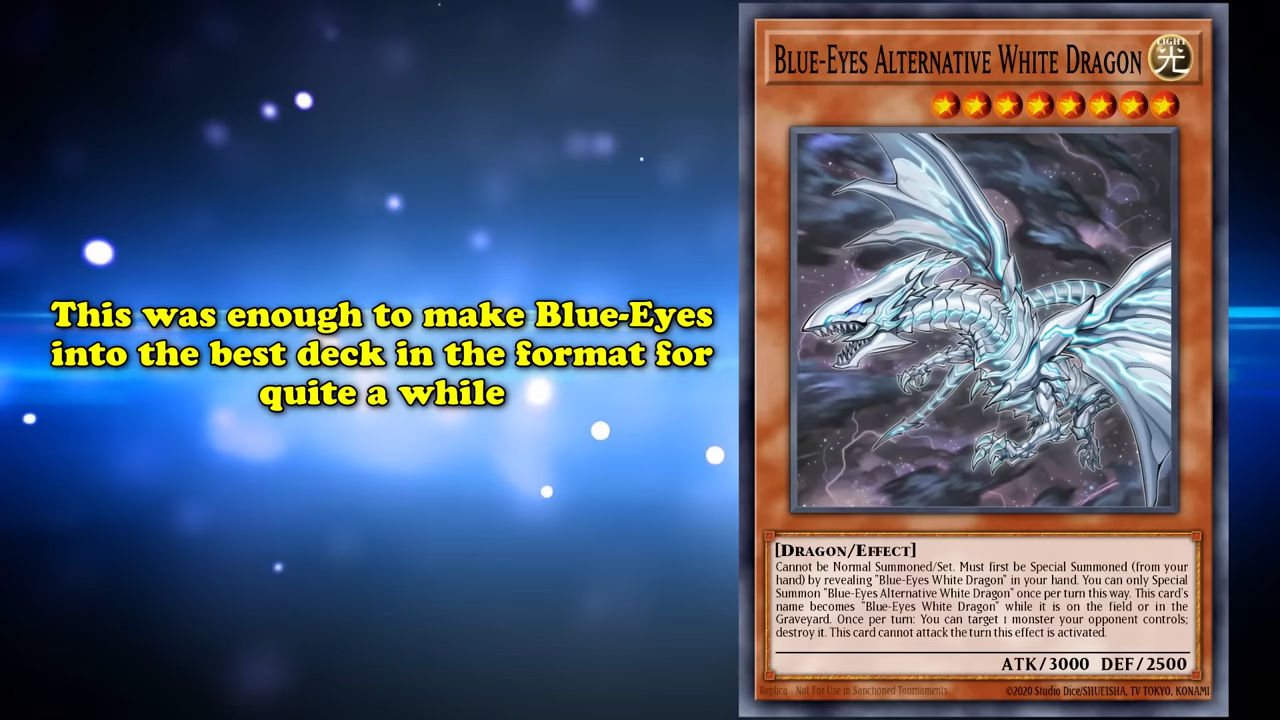 This was enough to make Blue-Eyes
into the best deck in the format for
quite a while
Blue-Eyes Alternative White Dragon
LIGHT
光
[Dragon/Effect]
Cannot be Normal Summoned/Set. Must first be Special Summoned (from your
hand) by revealing "Blue-Eyes White Dragon" in your hand. You can only Special
Summon "Blue-Eyes Alternative White Dragon" once per turn this way. This card's
name becomes "Blue-Eyes White Dragon" while it is on the field or in the
Graveyard. Once per turn: You can target 1 monster your opponent controls;
destroy it. This card cannot attack the turn this effect is activated.
ATK/3000 DEF/2500
Replica - Not For Use in Sanctioned Tournaments
©2020 Studio Dice/SHUEISHA, TV TOKYO, KONAMI